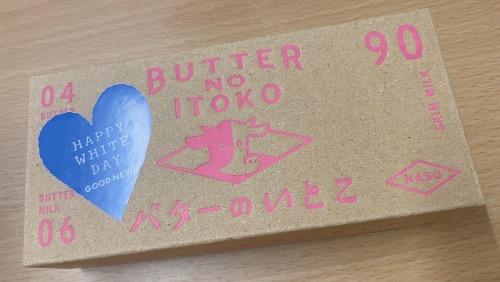 04
BUTTER
BUTTER
NO
ITOKO
90
SKIM MILK
HAPPY
WHITE
DAY
GOOD NEWS
BUTTER
MILK
06
バターのいとこ
NASU